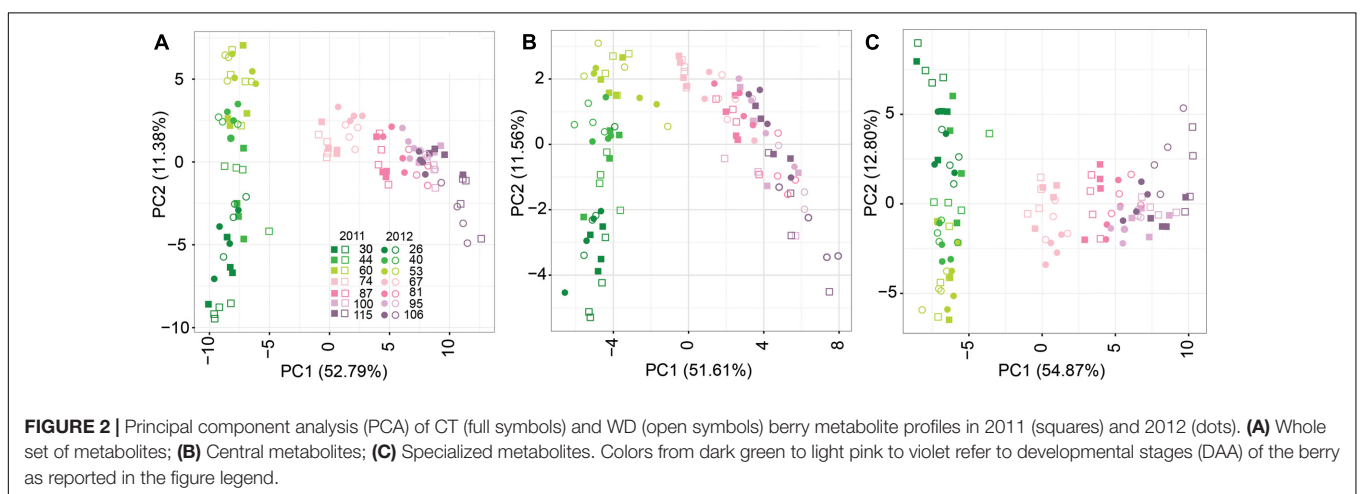 A
B
C
5
0
−5
−10
PC2 (11.38%)
−10
−5
0
5
10
PC1 (52.79%)
2011 2012
30 26
44 40
60 53
74 67
87 81
100 95
115 106
2
0
−2
−4
PC2 (11.56%)
−4
0
4
8
PC1 (51.61%)
5
0
−5
PC2 (12.80%)
−5
0
5
10
PC1 (54.87%)
FIGURE 2 | Principal component analysis (PCA) of CT (full symbols) and WD (open symbols) berry metabolite profiles in 2011 (squares) and 2012 (dots). (A) Whole
set of metabolites; (B) Central metabolites; (C) Specialized metabolites. Colors from dark green to light pink to violet refer to developmental stages (DAA) of the berry
as reported in the figure legend.